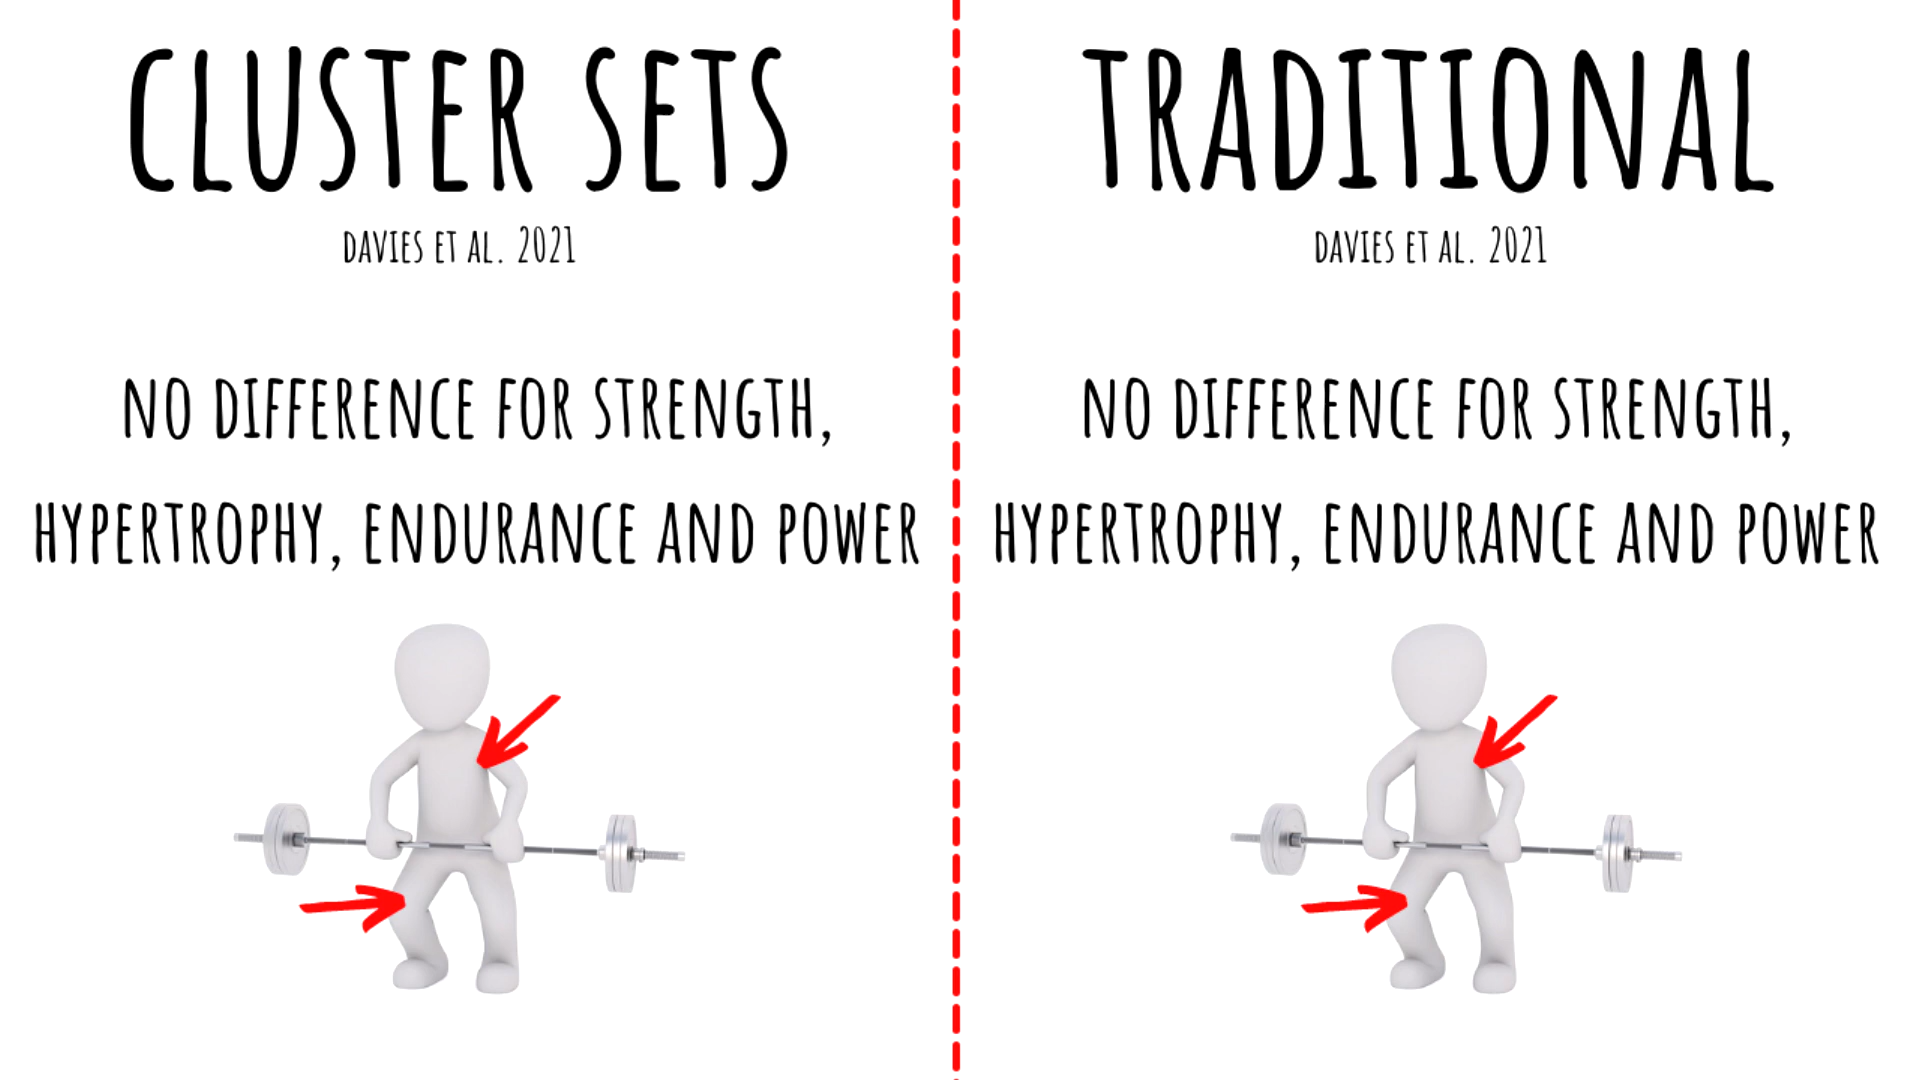 CLUSTER SETS
DAVIES ET AL. 2021
NO DIFFERENCE FOR STRENGTH,
HYPERTROPHY, ENDURANCE AND POWER
TRADITIONAL
DAVIES ET AL. 2021
NO DIFFERENCE FOR STRENGTH,
HYPERTROPHY, ENDURANCE AND POWER